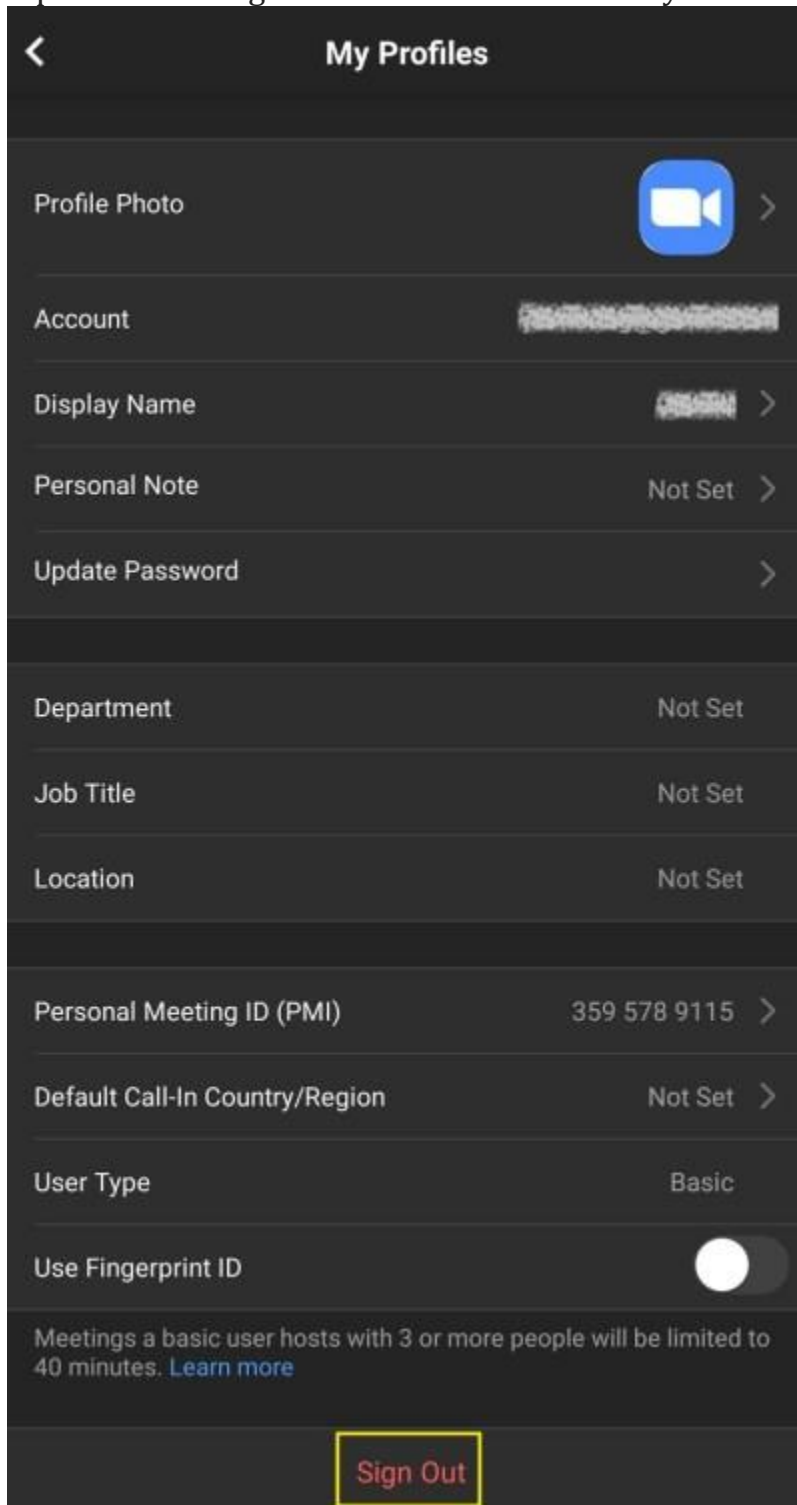 My Profiles
Profile Photo
Account
Display Name
Personal Note Not Set
Update Password
Department Not Set
Job Title Not Set
Location Not Set
Personal Meeting ID (PMI) 359 578 9115
Default Call-In Country/Region Not Set
User Type Basic
Use Fingerprint ID
Meetings a basic user hosts with 3 or more people will be limited to
40 minutes. Learn more
Sign Out